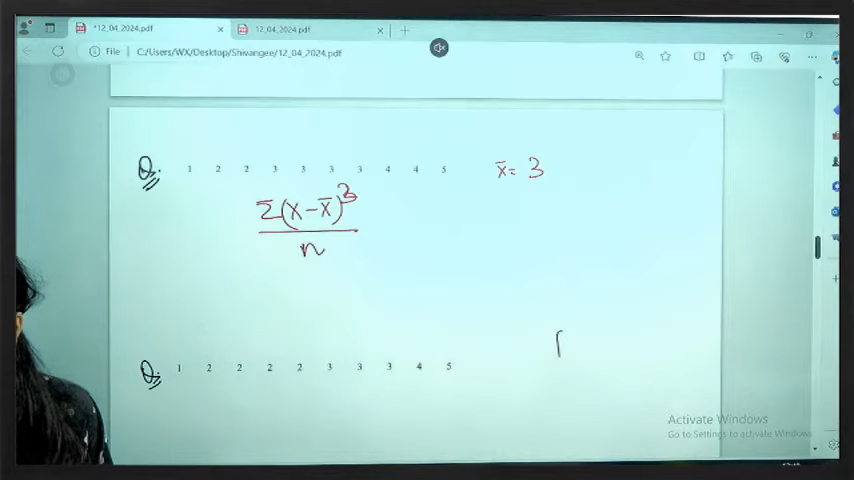 *12_04_2024.pdf
12_04_2024.pdf
File C:/Users/WX/Desktop/Shivangee/12_04_2024.pdf
Q. 1 2 2 3 3 3 3 4 4 5 x̄= 3
Σ(x-x̄)³
n
Q. 1 2 2 2 2 3 3 3 4 5
Activate Windows
Go to Settings to activate Windows.